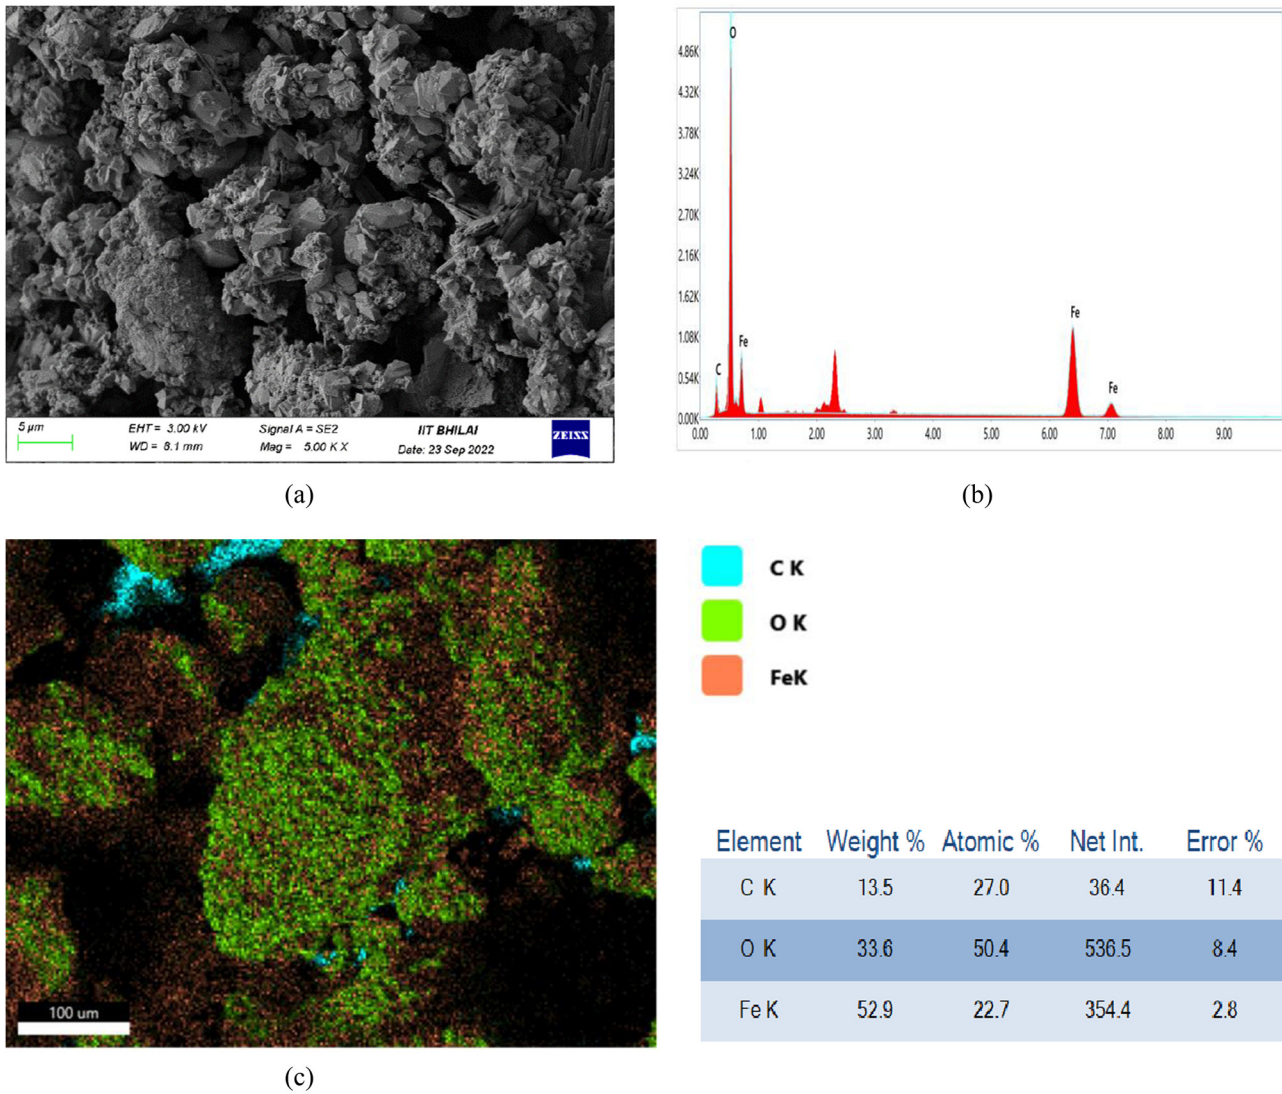 5 µm
EHT = 3.00 kV
Signal A = SE2
IIT BHILAI
ZEISS
WD = 8.1 mm
Mag = 5.00 K X
Date: 23 Sep 2022
(a)
4.86K
4.32K
3.78K
3.24K
2.70K
2.16K
1.62K
1.08K
0.54K
0.00K
O
C
Fe
Fe
Fe
0.00 1.00 2.00 3.00 4.00 5.00 6.00 7.00 8.00 9.00
(b)
100 um
(c)
C K
O K
FeK
Element Weight % Atomic % Net Int. Error %
C K 13.5 27.0 36.4 11.4
O K 33.6 50.4 536.5 8.4
Fe K 52.9 22.7 354.4 2.8